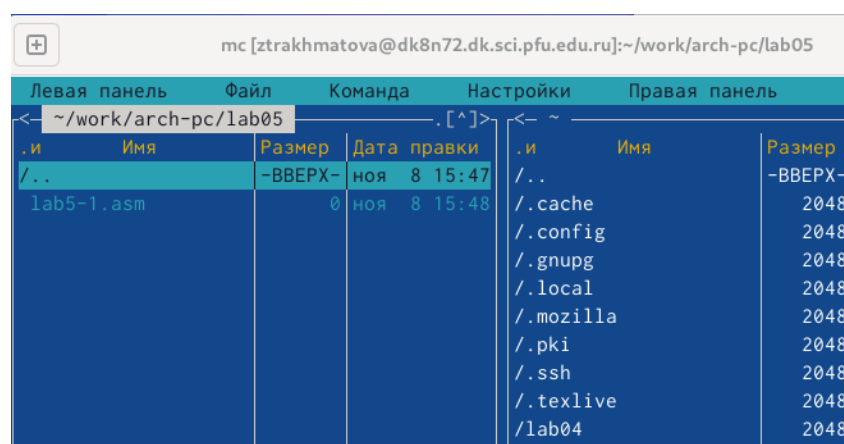 mc [ztrakhmatova@dk8n72.dk.sci.pfu.edu.ru]:~/work/arch-pc/lab05
Левая панель Файл Команда Настройки Правая панель
<— ~/work/arch-pc/lab05 .[^]> <— ~
.и Имя Размер Дата правки .и Имя Размер
/.. -ВВЕРХ- ноя 8 15:47 /.. -ВВЕРХ-
lab5-1.asm 0 ноя 8 15:48 /.cache 2048
/.config 2048
/.gnupg 2048
/.local 2048
/.mozilla 2048
/.pki 2048
/.ssh 2048
/.texlive 2048
/lab04 2048